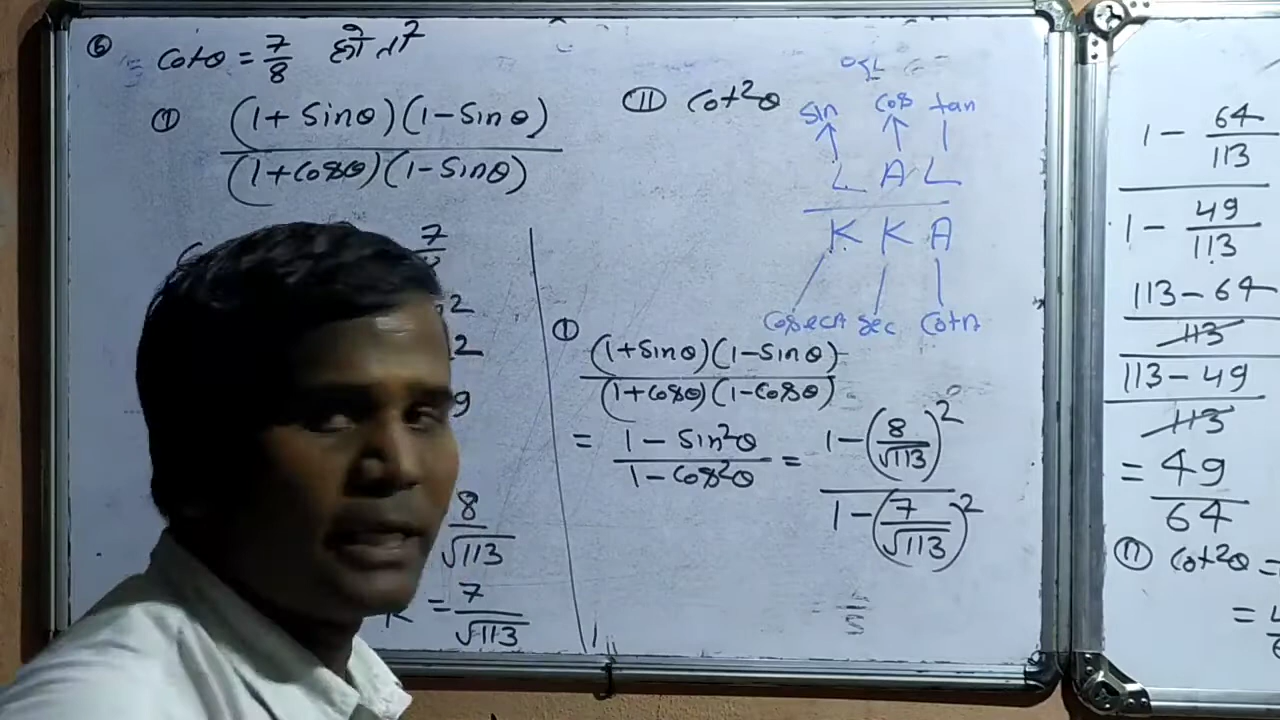 ⑥ Cotθ = 7/8 हो तो
① (1+Sinθ)(1-Sinθ)
(1+Cosθ)(1-Sinθ)
⑪ Cot²θ
Sin Cos tan
L A L
K K A
CosecA Sec CotA
7
2
2
9
8
√113
K = 7
√113
① (1+Sinθ)(1-Sinθ)
(1+Cosθ)(1-Cosθ)
= 1 - Sin²θ / 1 - Cos²θ = 1-(8/√113)² / 1-(7/√113)²
1 - 64/113
1 - 49/113
113-64
113
113-49
113
= 49
64
⑪ Cot²θ =
=